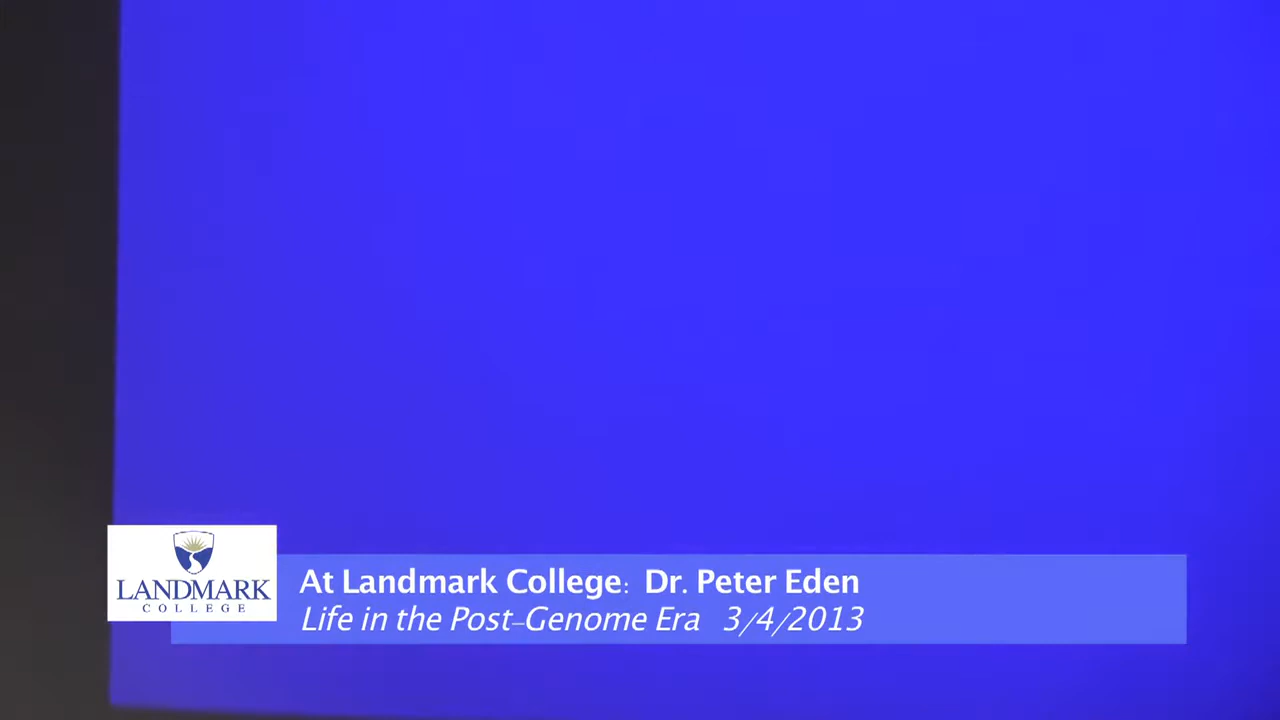 LANDMARK
COLLEGE
At Landmark College: Dr. Peter Eden
Life in the Post-Genome Era 3/4/2013